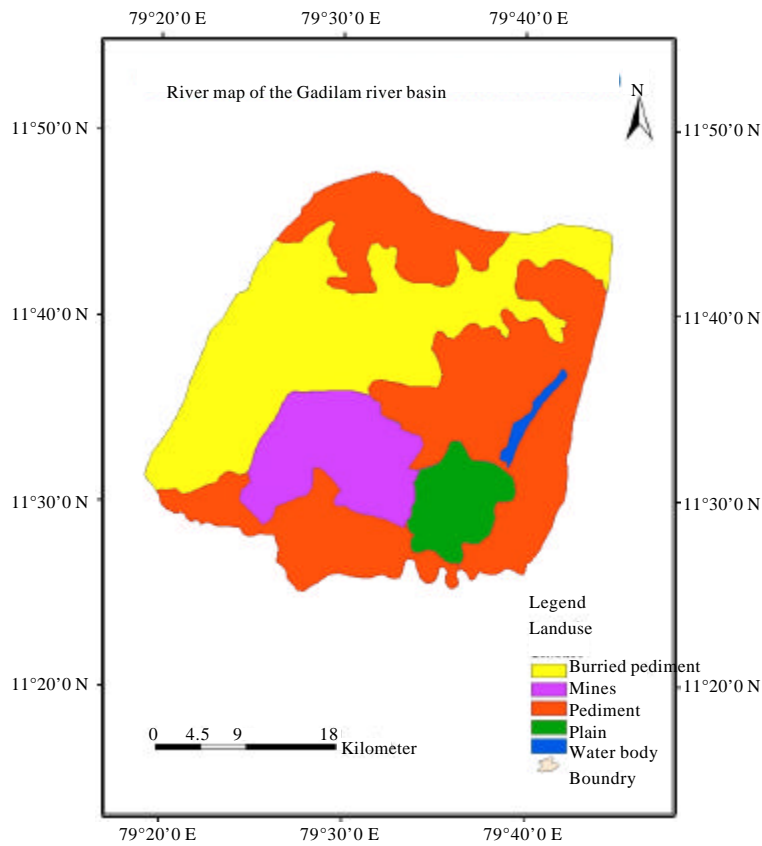 79°20'0 E 79°30'0 E 79°40'0 E
River map of the Gadilam river basin
N
11°50'0 N 11°50'0 N
11°40'0 N 11°40'0 N
11°30'0 N 11°30'0 N
Legend
Landuse
Burried pediment
11°20'0 N 11°20'0 N
Mines
Pediment
Plain
Water body
Boundry
0 4.5 9 18
Kilometer
79°20'0 E 79°30'0 E 79°40'0 E